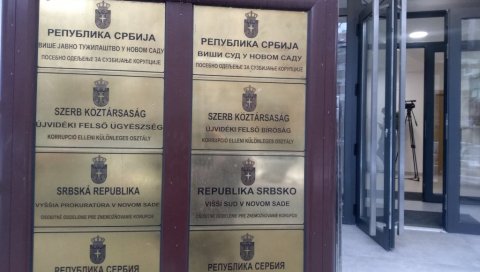 РЕПУБЛИКА СРБИЈА
ВИШЕ ЈАВНО ТУЖИЛАШТВО У НОВОМ САДУ
ПОСЕБНО ОДЕЉЕЊЕ ЗА СУЗБИЈАЊЕ КОРУПЦИЈЕ
SZERB KOZTÁRSASÁG
ÚJVIDÉKI FELSŐ ÜGYÉSZSÉG
KORRUPCIÓ ELLENI KÜLÖNLEGES OSZTÁLY
SRBSKÁ REPUBLIKA
VYŠŠIA PROKURATÚRA V NOVOM SADE
OSOBITNÉ ODDELENIE PRE ZNEMOŽŇOVANIE KORUPCIE
РЕПУБЛИКА СЕРБИЯ
РЕПУБЛИКА СРБИЈА
ВИШИ СУД У НОВОМ САДУ
ПОСЕБНО ОДЕЉЕЊЕ ЗА СУЗБИЈАЊЕ КОРУПЦИЈЕ
SZERB KÖZTÁRSASÁG
ÚJVIDÉKI FELSŐ BÍRÓSÁG
KORRUPCIÓ ELLENI KÜLÖNLEGES OSZTÁLY
REPUBLIKA SRBSKO
VYŠŠÍ SÚD V NOVOM SADE
OSOBITNÉ ODDELENIE PRE ZNEMOŽŇOVANIE KORUPCIE
РЕПУБЛИКА СЕРБИЯ